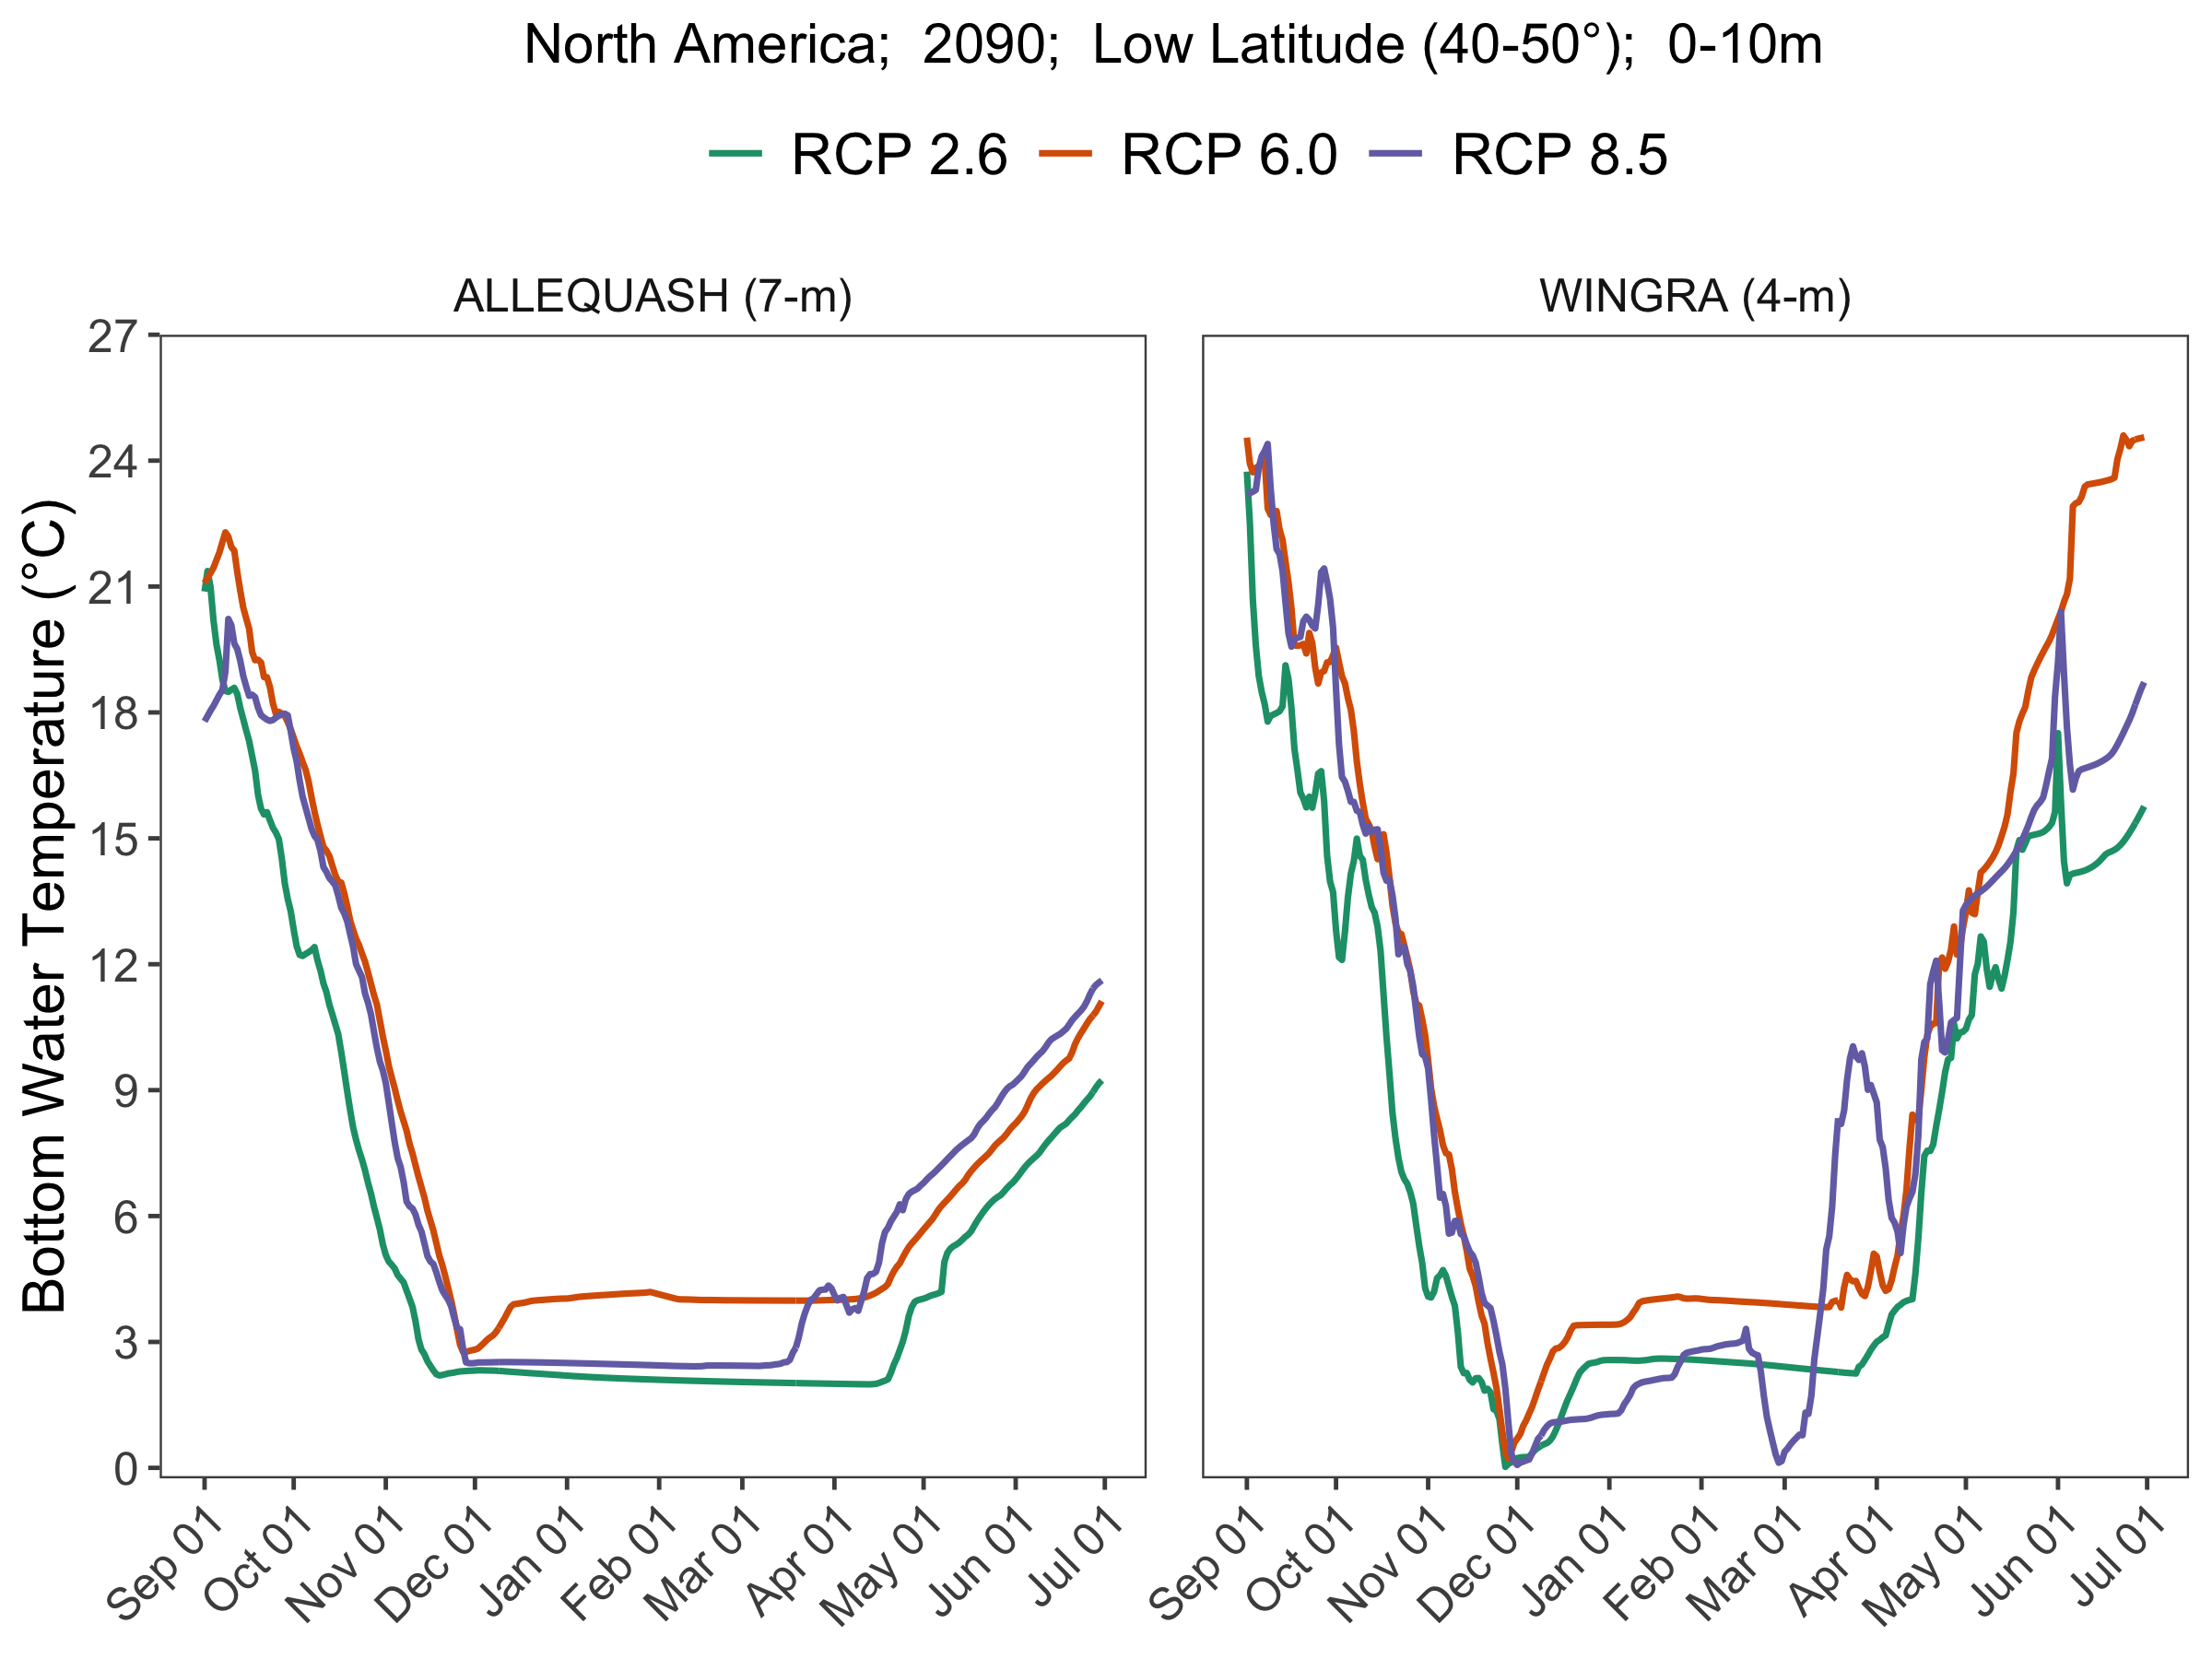 North America;  2090;  Low Latitude (40-50°);  0-10m
RCP 2.6 RCP 6.0 RCP 8.5
ALLEQUASH (7-m) WINGRA (4-m)
Bottom Water Temperature (°C)
27
24
21
18
15
12
9
6
3
0
Sep 01 Oct 01 Nov 01 Dec 01 Jan 01 Feb 01 Mar 01 Apr 01 May 01 Jun 01 Jul 01 Sep 01 Oct 01 Nov 01 Dec 01 Jan 01 Feb 01 Mar 01 Apr 01 May 01 Jun 01 Jul 01